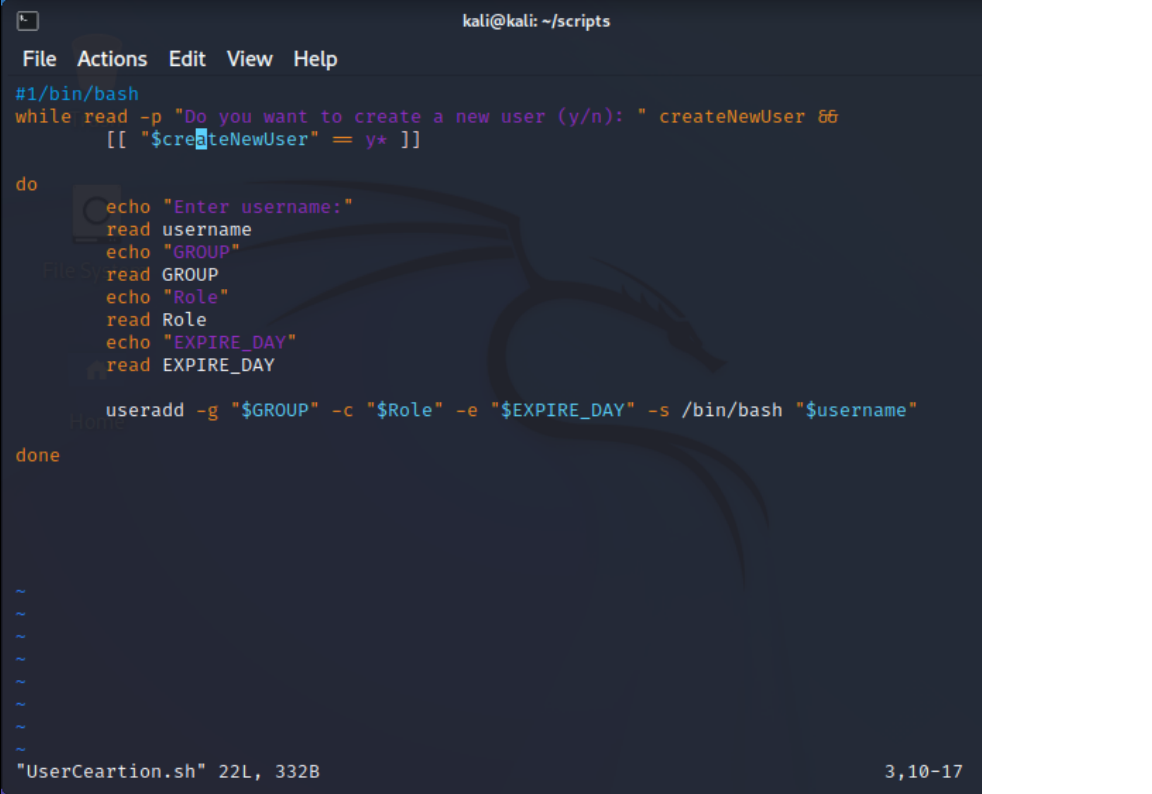 kali@kali: ~/scripts
File Actions Edit View Help
#1/bin/bash
while read -p "Do you want to create a new user (y/n): " createNewUser &&
[[ "$createNewUser" == y* ]]
do
echo "Enter username:"
read username
echo "GROUP"
read GROUP
echo "Role"
read Role
echo "EXPIRE_DAY"
read EXPIRE_DAY
useradd -g "$GROUP" -c "$Role" -e "$EXPIRE_DAY" -s /bin/bash "$username"
Home
done
~
~
~
~
~
~
~
~
"UserCeartion.sh" 22L, 332B 3,10-17